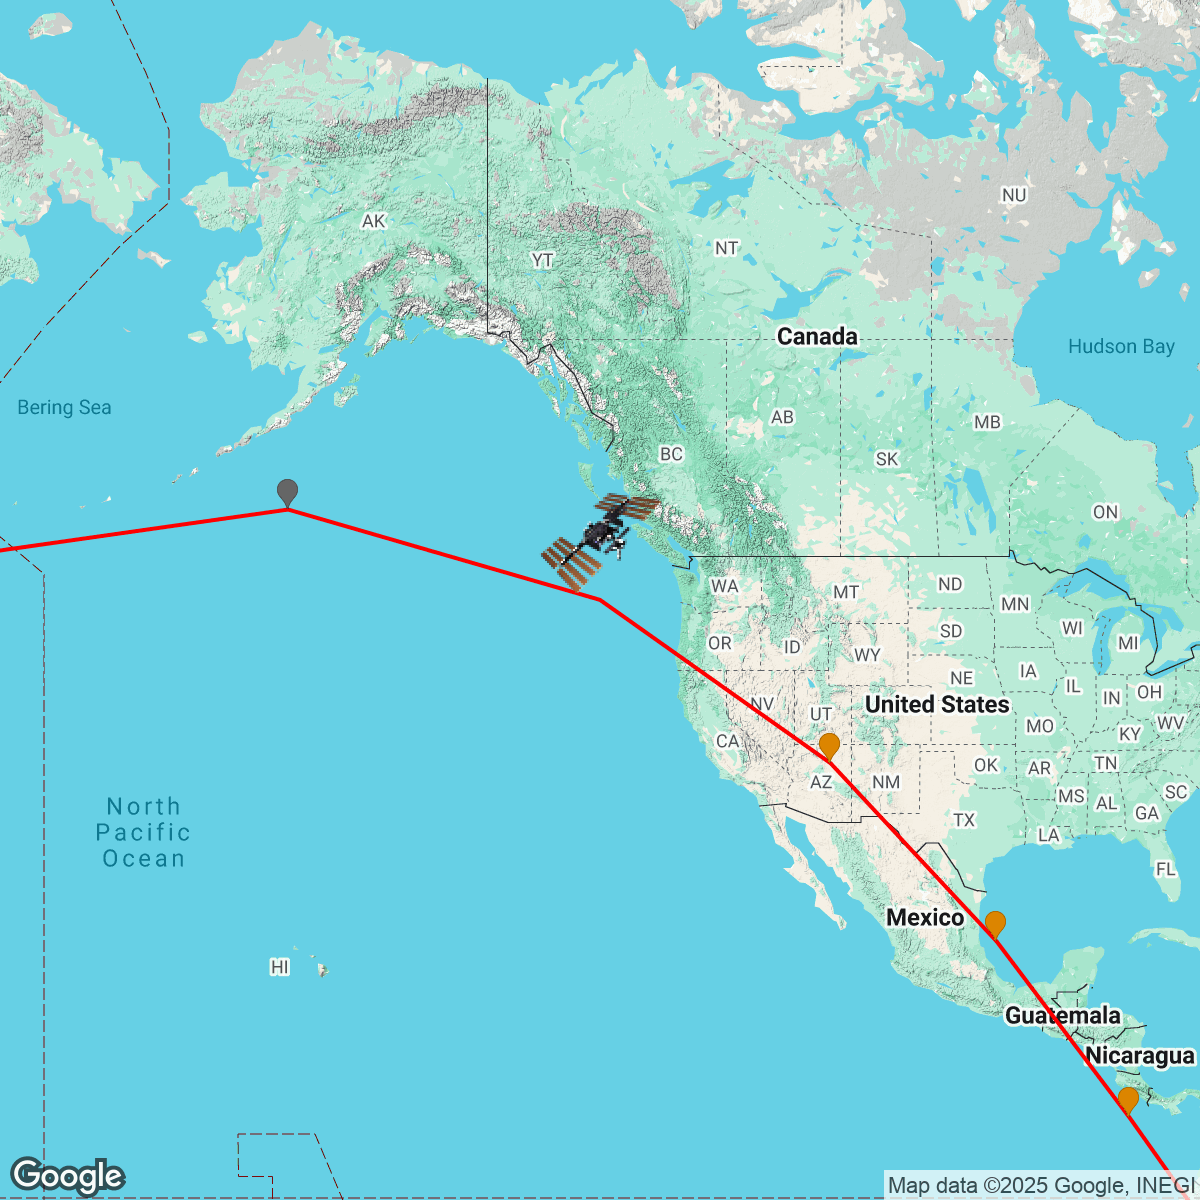 NU
AK
NT
YT
Canada
Hudson Bay
Bering Sea
AB
MB
BC
SK
ON
WA
MT
ND
MN
OR
ID
WY
SD
WI
MI
NE
IA
NV
UT
United States
IL
IN
OH
CA
MO
KY
WV
AZ
NM
OK
AR
TN
North
Pacific
Ocean
TX
MS
AL
GA
SC
LA
FL
Mexico
HI
Guatemala
Nicaragua
Google
Map data ©2025 Google, INEGI